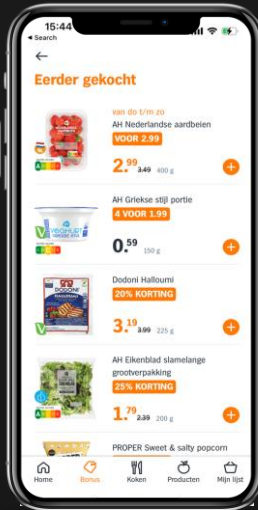 15:44
◂ Search
Eerder gekocht
van do t/m zo
AH Nederlandse aardbeien
VOOR 2.99
2.99 3.49 400 g
AH Griekse stijl portie
4 VOOR 1.99
0.59 150 g
YOGHURT
Dodoni Halloumi
20% KORTING
DODONI
3.19 3.99 225 g
AH Eikenblad slamelange
grootverpakking
25% KORTING
1.79 2.39 200 g
PROPER Sweet & salty popcorn
Home Bonus Koken Producten Mijn lijst